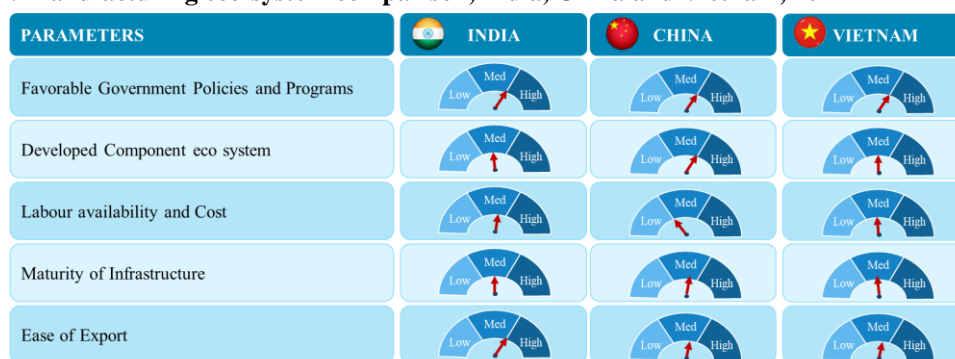 PARAMETERS INDIA CHINA VIETNAM
Favorable Government Policies and Programs
Low Med High Low Med High Low Med High
Developed Component eco system
Low Med High Low Med High Low Med High
Labour availability and Cost
Low Med High Low Med High Low Med High
Maturity of Infrastructure
Low Med High Low Med High Low Med High
Ease of Export
Low Med High Low Med High Low Med High